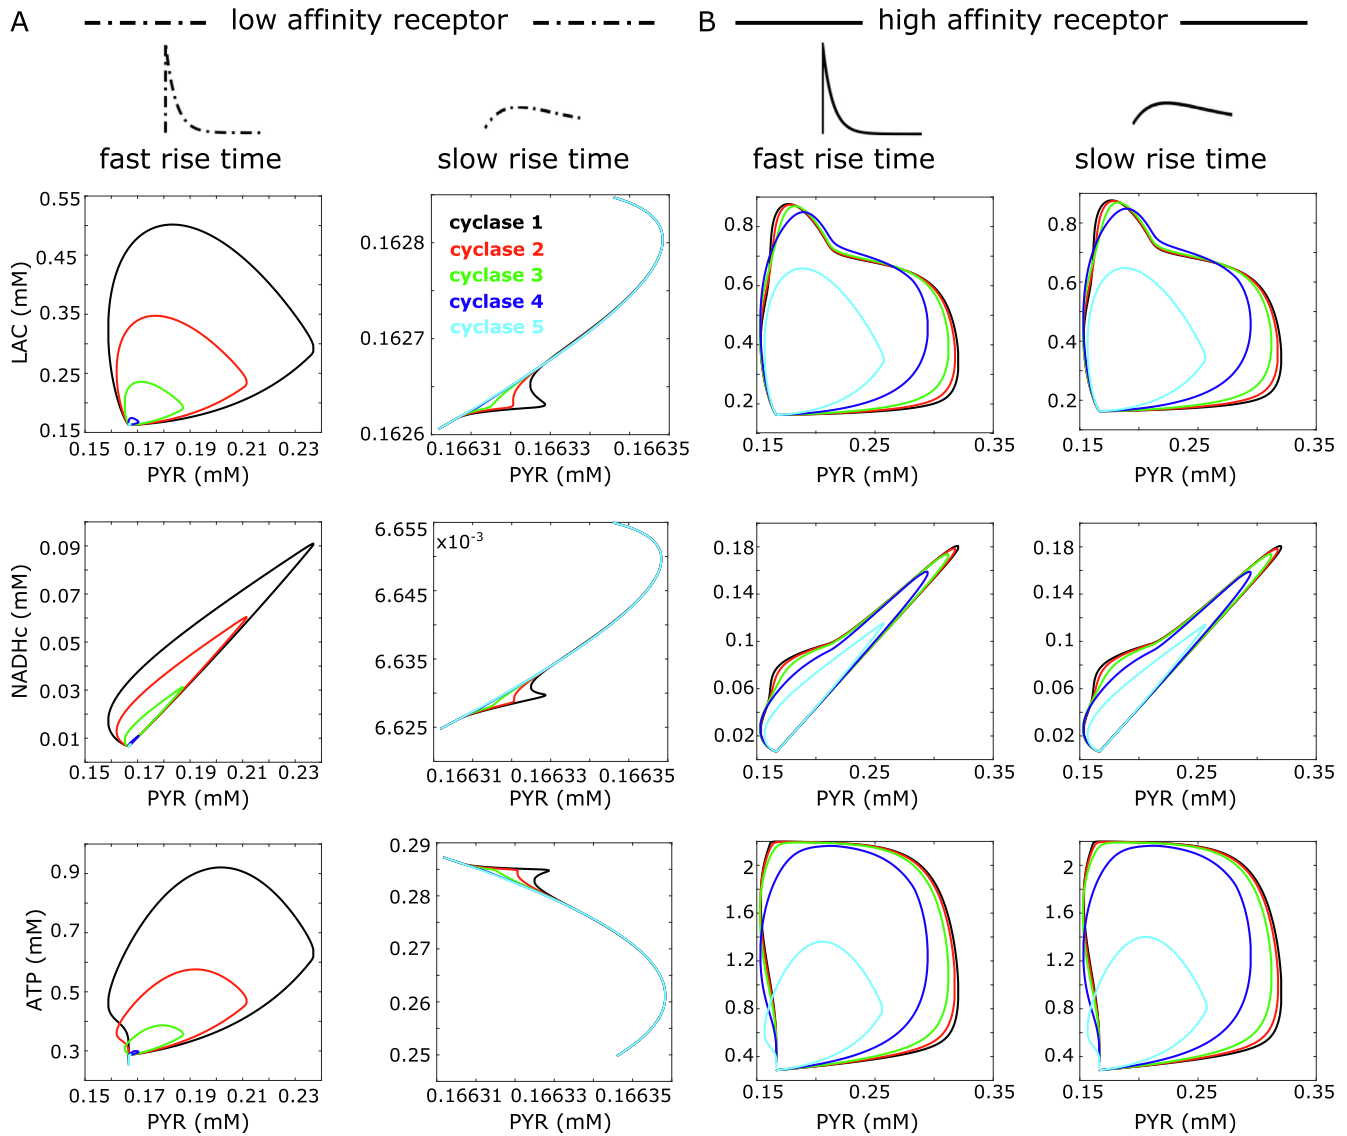 A low affinity receptor B high affinity receptor
fast rise time slow rise time fast rise time slow rise time
LAC (mM)
0.55
0.45
0.35
0.25
0.15
0.15 0.17 0.19 0.21 0.23
PYR (mM)
cyclase 1
cyclase 2
cyclase 3
cyclase 4
cyclase 5
0.1628
0.1627
0.1626
0.16631 0.16633 0.16635
PYR (mM)
0.8
0.6
0.4
0.2
0.15 0.25 0.35
PYR (mM)
0.8
0.6
0.4
0.2
0.15 0.25 0.35
PYR (mM)
NADHc (mM)
0.09
0.07
0.05
0.03
0.01
0.15 0.17 0.19 0.21 0.23
PYR (mM)
6.655
x10-3
6.645
6.635
6.625
0.16631 0.16633 0.16635
PYR (mM)
0.18
0.14
0.1
0.06
0.02
0.15 0.25 0.35
PYR (mM)
0.18
0.14
0.1
0.06
0.02
0.15 0.25 0.35
PYR (mM)
ATP (mM)
0.9
0.7
0.5
0.3
0.15 0.17 0.19 0.21 0.23
PYR (mM)
0.29
0.28
0.27
0.26
0.25
0.16631 0.16633 0.16635
PYR (mM)
2
1.6
1.2
0.8
0.4
0.15 0.25 0.35
PYR (mM)
2
1.6
1.2
0.8
0.4
0.15 0.25 0.35
PYR (mM)